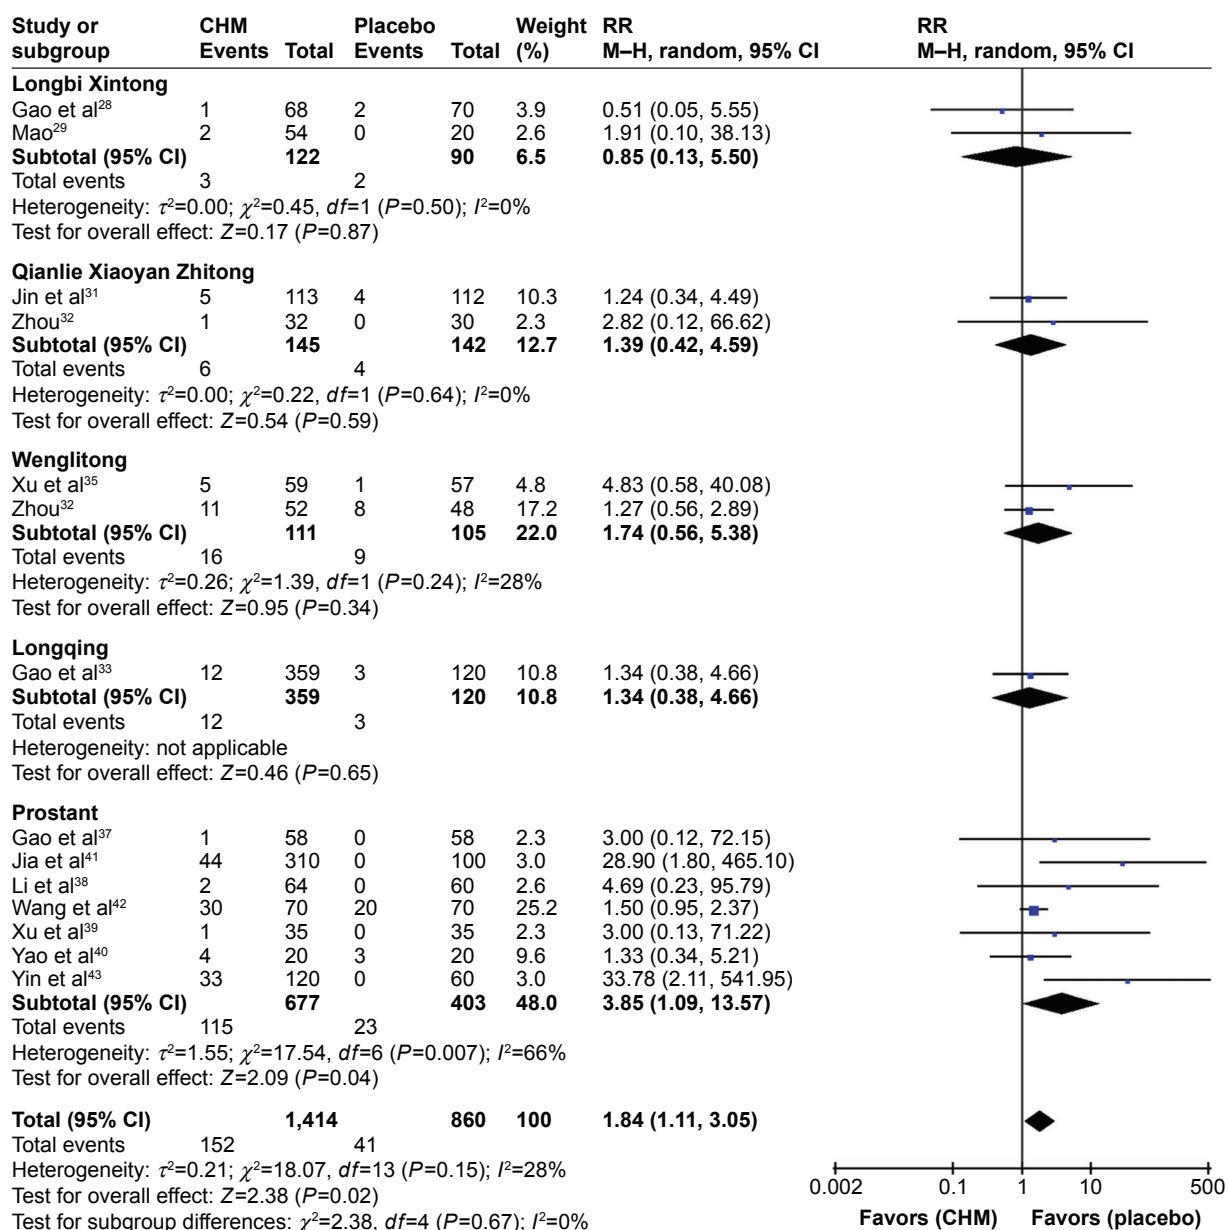 Study or subgroup CHM Events Total Placebo Events Total Weight (%) RR M–H, random, 95% CI RR M–H, random, 95% CI
Longbi Xintong
Gao et al28 1 68 2 70 3.9 0.51 (0.05, 5.55)
Mao29 2 54 0 20 2.6 1.91 (0.10, 38.13)
Subtotal (95% CI) 122 90 6.5 0.85 (0.13, 5.50)
Total events 3 2
Heterogeneity: τ²=0.00; χ²=0.45, df=1 (P=0.50); I²=0%
Test for overall effect: Z=0.17 (P=0.87)
Qianlie Xiaoyan Zhitong
Jin et al31 5 113 4 112 10.3 1.24 (0.34, 4.49)
Zhou32 1 32 0 30 2.3 2.82 (0.12, 66.62)
Subtotal (95% CI) 145 142 12.7 1.39 (0.42, 4.59)
Total events 6 4
Heterogeneity: τ²=0.00; χ²=0.22, df=1 (P=0.64); I²=0%
Test for overall effect: Z=0.54 (P=0.59)
Wenglitong
Xu et al35 5 59 1 57 4.8 4.83 (0.58, 40.08)
Zhou32 11 52 8 48 17.2 1.27 (0.56, 2.89)
Subtotal (95% CI) 111 105 22.0 1.74 (0.56, 5.38)
Total events 16 9
Heterogeneity: τ²=0.26; χ²=1.39, df=1 (P=0.24); I²=28%
Test for overall effect: Z=0.95 (P=0.34)
Longqing
Gao et al33 12 359 3 120 10.8 1.34 (0.38, 4.66)
Subtotal (95% CI) 359 120 10.8 1.34 (0.38, 4.66)
Total events 12 3
Heterogeneity: not applicable
Test for overall effect: Z=0.46 (P=0.65)
Prostant
Gao et al37 1 58 0 58 2.3 3.00 (0.12, 72.15)
Jia et al41 44 310 0 100 3.0 28.90 (1.80, 465.10)
Li et al38 2 64 0 60 2.6 4.69 (0.23, 95.79)
Wang et al42 30 70 20 70 25.2 1.50 (0.95, 2.37)
Xu et al39 1 35 0 35 2.3 3.00 (0.13, 71.22)
Yao et al40 4 20 3 20 9.6 1.33 (0.34, 5.21)
Yin et al43 33 120 0 60 3.0 33.78 (2.11, 541.95)
Subtotal (95% CI) 677 403 48.0 3.85 (1.09, 13.57)
Total events 115 23
Heterogeneity: τ²=1.55; χ²=17.54, df=6 (P=0.007); I²=66%
Test for overall effect: Z=2.09 (P=0.04)
Total (95% CI) 1,414 860 100 1.84 (1.11, 3.05)
Total events 152 41
Heterogeneity: τ²=0.21; χ²=18.07, df=13 (P=0.15); I²=28%
Test for overall effect: Z=2.38 (P=0.02)
Test for subgroup differences: χ²=2.38, df=4 (P=0.67); I²=0%
0.002 0.1 1 10 500
Favors (CHM) Favors (placebo)